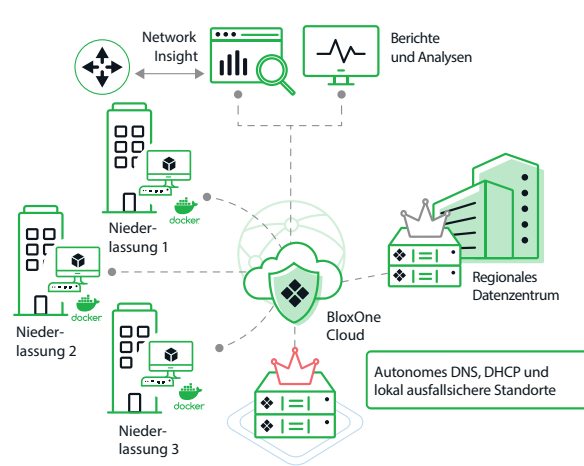 Network
Insight
Berichte
und Analysen
docker
Nieder-
lassung 1
docker
Nieder-
lassung 2
docker
Nieder-
lassung 3
BloxOne
Cloud
Regionales
Datenzentrum
Autonomes DNS, DHCP und
lokal ausfallsichere Standorte